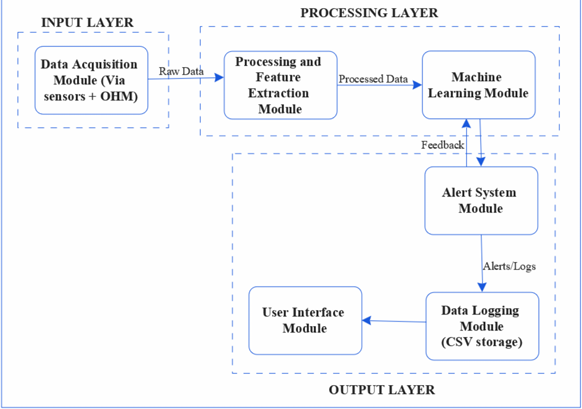 INPUT LAYER
PROCESSING LAYER
Data Acquisition
Module (Via
sensors + OHM)
Raw Data
Processing and
Feature
Extraction
Module
Processed Data
Machine
Learning Module
Feedback
Alert System
Module
Alerts/Logs
User Interface
Module
Data Logging
Module
(CSV storage)
OUTPUT LAYER